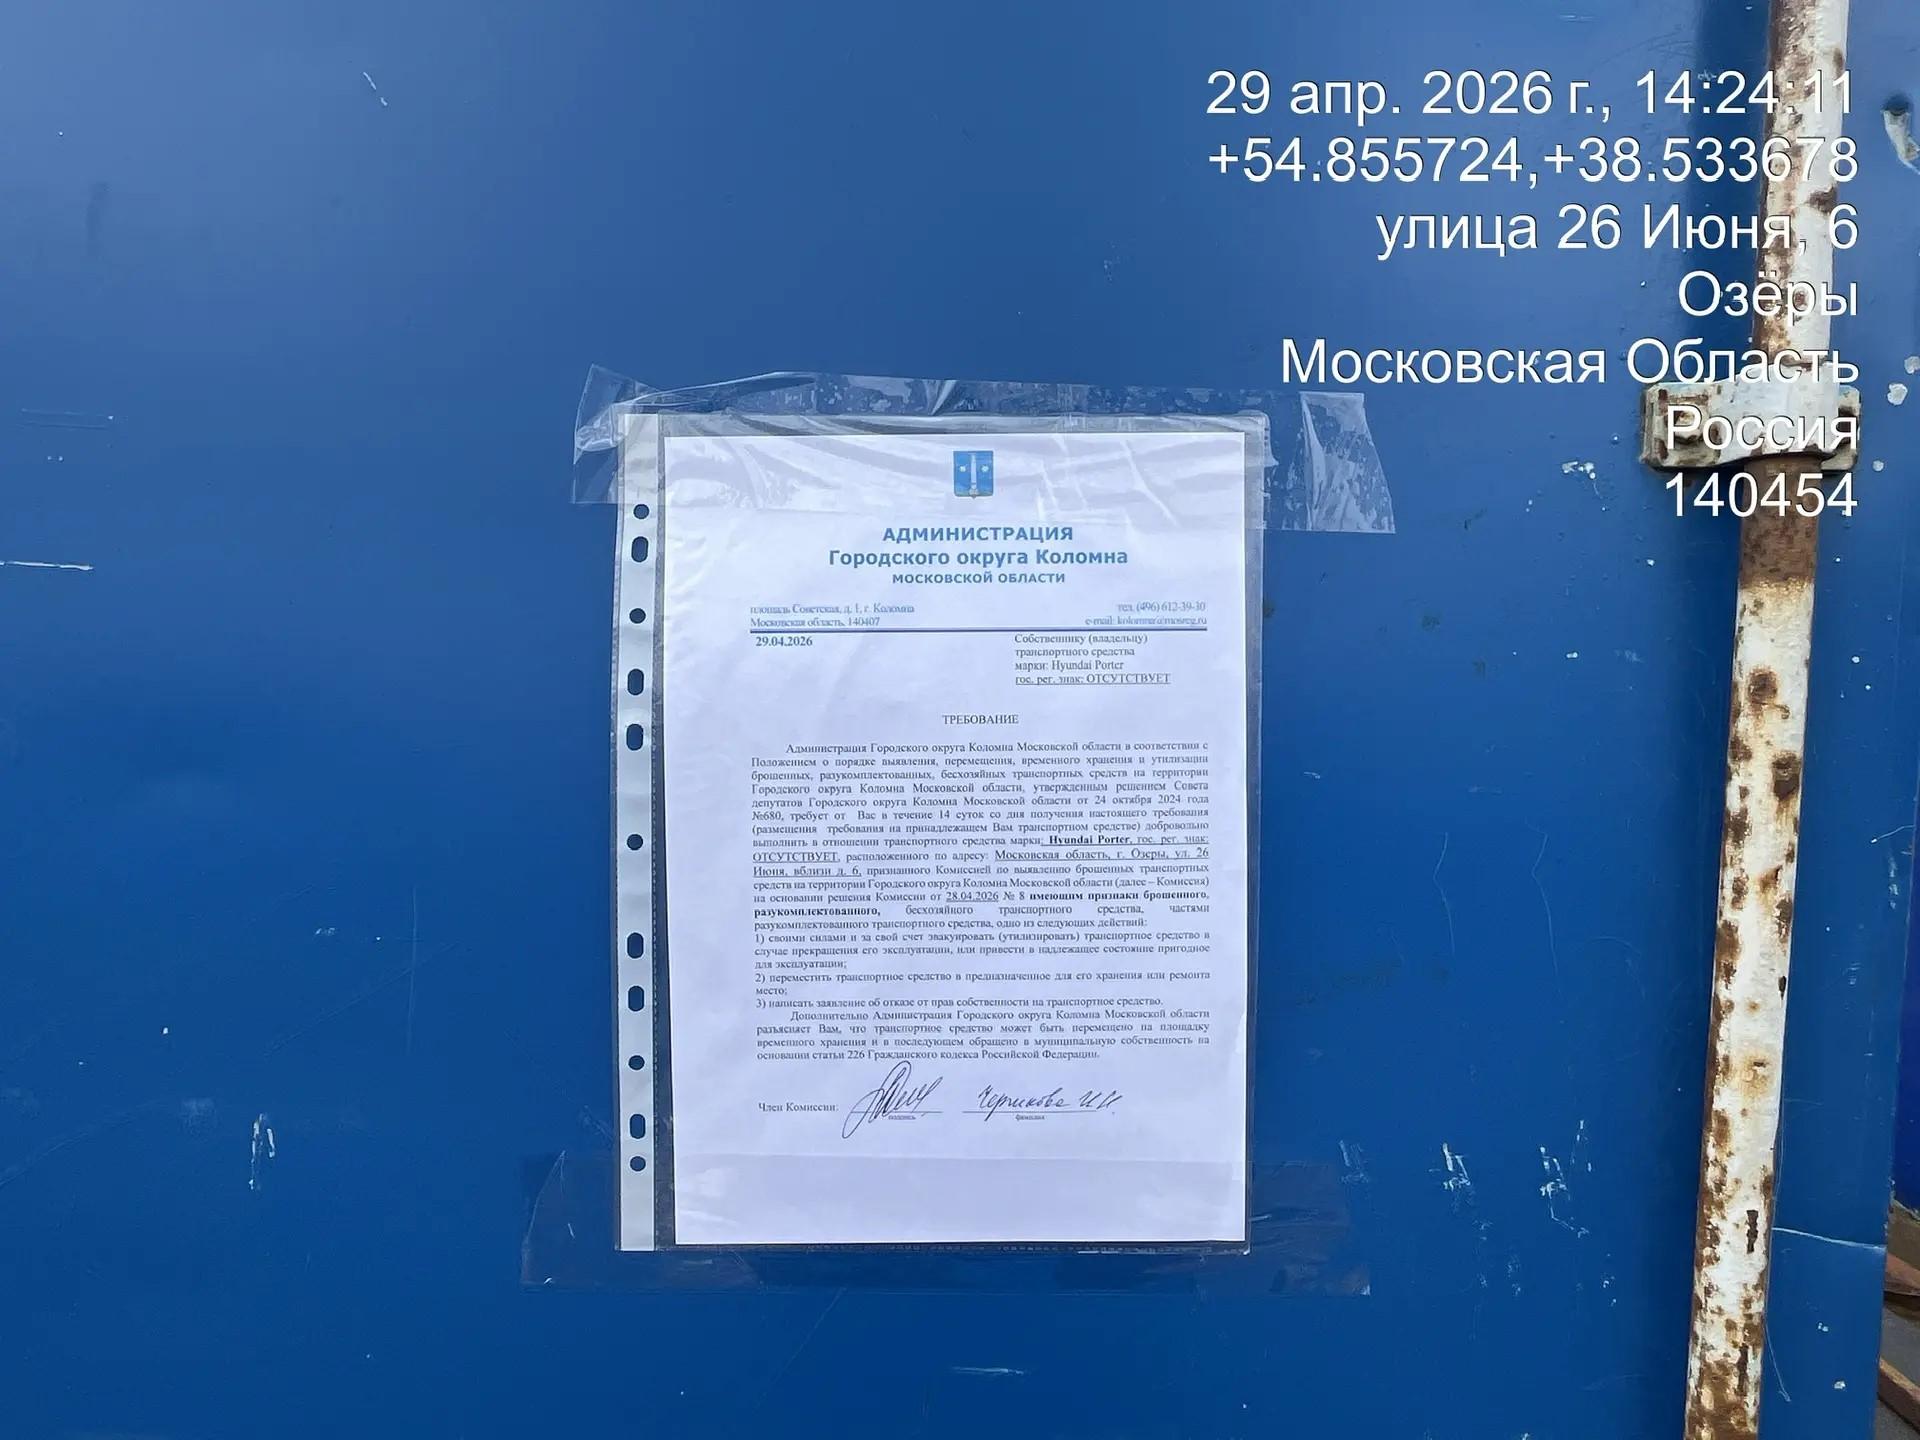 29 апр. 2026 г., 14:24:11
+54.855724,+38.533678
улица 26 Июня, 6
Озёры
Московская Область
Россия
140454
АДМИНИСТРАЦИЯ
Городского округа Коломна
МОСКОВСКОЙ ОБЛАСТИ
площадь Советская, д. 1, г. Коломна
Московская область, 140407
тел. (496) 612-39-30
e-mail: kolomna@mosreg.ru
29.04.2026
Собственнику (владельцу)
транспортного средства
марки: Hyundai Porter
гос. рег. знак: ОТСУТСТВУЕТ
ТРЕБОВАНИЕ
Администрация Городского округа Коломна Московской области в соответствии с
Положением о порядке выявления, перемещения, временного хранения и утилизации
брошенных, разукомплектованных, бесхозяйных транспортных средств на территории
Городского округа Коломна Московской области, утвержденным решением Совета
депутатов Городского округа Коломна Московской области от 24 октября 2024 года
№680, требует от Вас в течение 14 суток со дня получения настоящего требования
(размещения требования на принадлежащем Вам транспортном средстве) добровольно
выполнить в отношении транспортного средства марки: Hyundai Porter, гос. рег. знак:
ОТСУТСТВУЕТ, расположенного по адресу: Московская область, г. Озеры, ул. 26
Июня, вблизи д. 6, признанного Комиссией по выявлению брошенных транспортных
средств на территории Городского округа Коломна Московской области (далее – Комиссия)
на основании решения Комиссии от 28.04.2026 № 8 имеющим признаки брошенного,
разукомплектованного, бесхозяйного транспортного средства, частями
разукомплектованного транспортного средства, одно из следующих действий:
1) своими силами и за свой счет эвакуировать (утилизировать) транспортное средство в
случае прекращения его эксплуатации, или привести в надлежащее состояние пригодное
для эксплуатации;
2) переместить транспортное средство в предназначенное для его хранения или ремонта
место;
3) написать заявление об отказе от прав собственности на транспортное средство.
Дополнительно Администрация Городского округа Коломна Московской области
разъясняет Вам, что транспортное средство может быть перемещено на площадку
временного хранения и в последующем обращено в муниципальную собственность на
основании статьи 226 Гражданского кодекса Российской Федерации.
Член Комиссии: Черникова И.И.
подпись фамилия